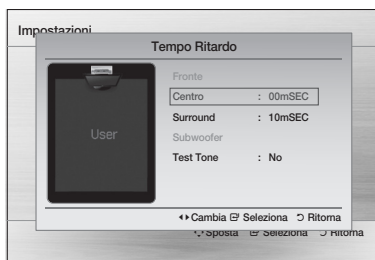 Impostazioni
Tempo Ritardo
User
Fronte
Centro : 00mSEC
Surround : 10mSEC
Subwoofer
Test Tone : No
Cambia Seleziona Ritorna
Sposta Seleziona Ritorna